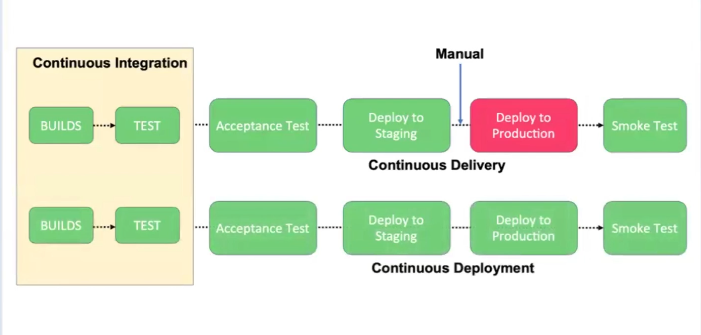 Manual
Continuous Integration
BUILDS
TEST
Acceptance Test
Deploy to
Staging
Deploy to
Production
Smoke Test
Continuous Delivery
BUILDS
TEST
Acceptance Test
Deploy to
Staging
Deploy to
Production
Smoke Test
Continuous Deployment